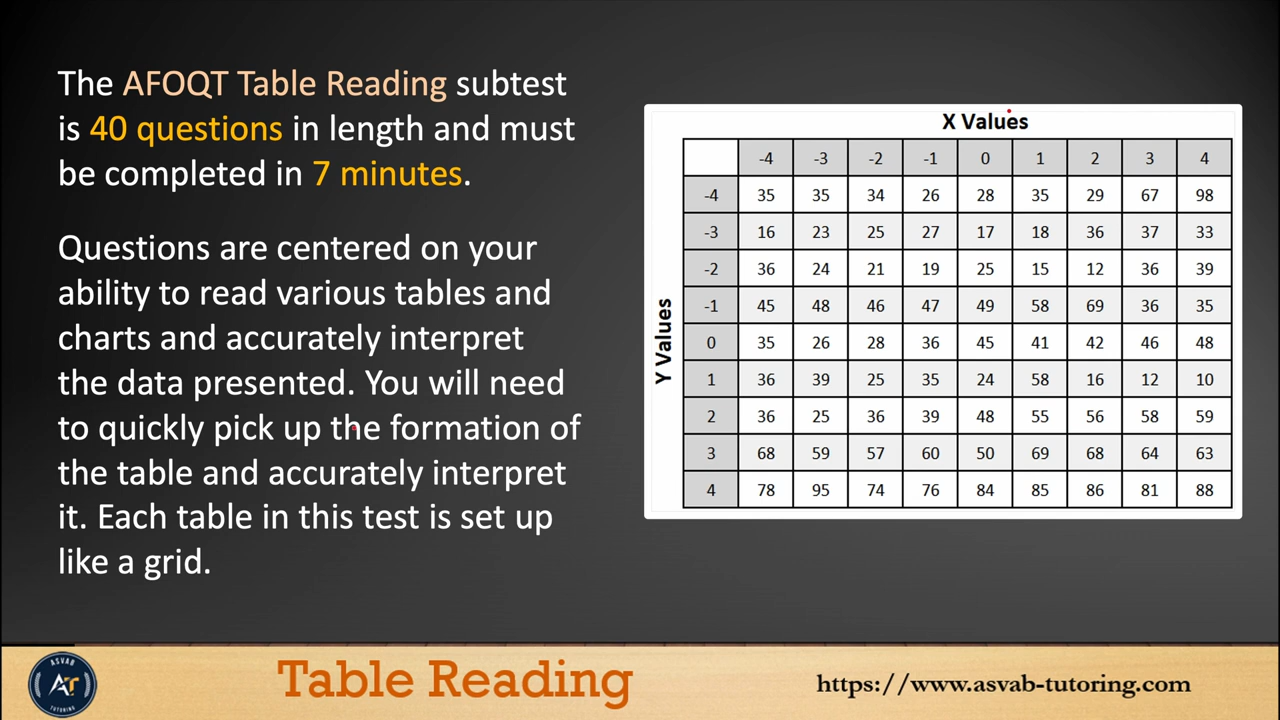 The AFOQT Table Reading subtest
is 40 questions in length and must
be completed in 7 minutes.
Questions are centered on your
ability to read various tables and
charts and accurately interpret
the data presented. You will need
to quickly pick up the formation of
the table and accurately interpret
it. Each table in this test is set up
like a grid.
X Values
Y Values
-4 -3 -2 -1 0 1 2 3 4
-4 35 35 34 26 28 35 29 67 98
-3 16 23 25 27 17 18 36 37 33
-2 36 24 21 19 25 15 12 36 39
-1 45 48 46 47 49 58 69 36 35
0 35 26 28 36 45 41 42 46 48
1 36 39 25 35 24 58 16 12 10
2 36 25 36 39 48 55 56 58 59
3 68 59 57 60 50 69 68 64 63
4 78 95 74 76 84 85 86 81 88
ASVAB
AT
TUTORING
Table Reading
https://www.asvab-tutoring.com